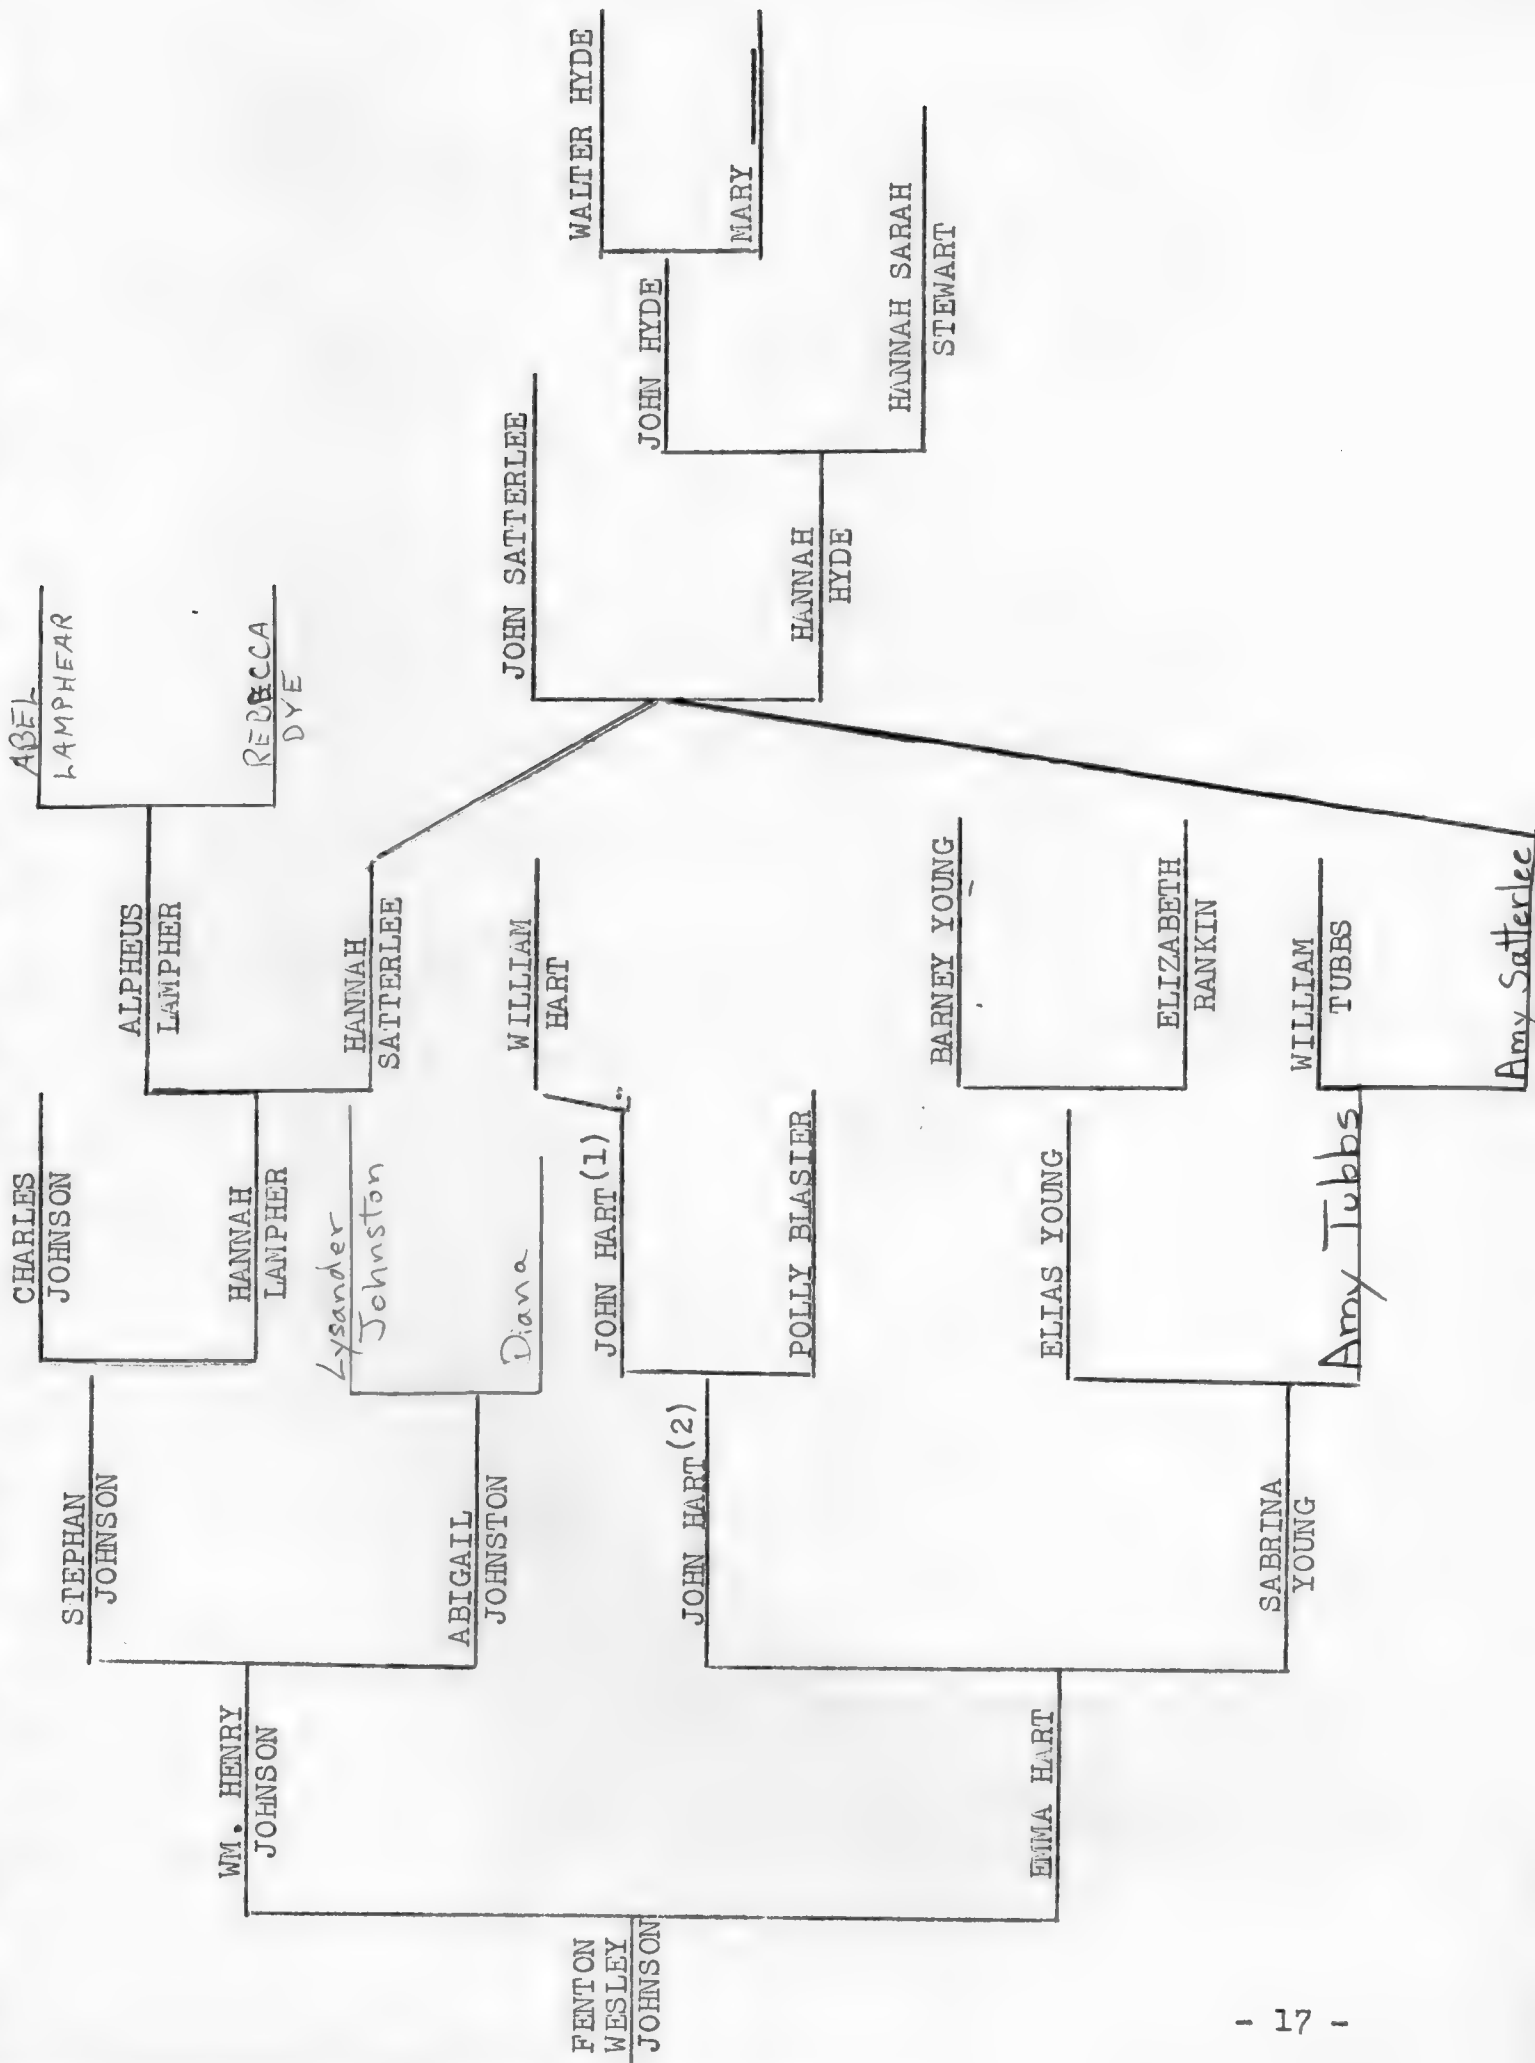 FENTON
WESLEY
JOHNSON
WM. HENRY
JOHNSON
EMMA HART
STEPHAN
JOHNSON
ABIGAIL
JOHNSTON
JOHN HART(2)
SABRINA
YOUNG
CHARLES
JOHNSON
HANNAH
LAMPHER
Lysander
Johnston
Diana
JOHN HART(1)
POLLY BLASIER
ELIAS YOUNG
Amy Tubbs
ALPHEUS
LAMPHER
HANNAH
SATTERLEE
WILLIAM
HART
BARNEY YOUNG
ELIZABETH
RANKIN
WILLIAM
TUBBS
Amy Satterlee
ABEL
LAMPHEAR
REBECCA
DYE
JOHN SATTERLEE
HANNAH
HYDE
JOHN HYDE
HANNAH SARAH
STEWART
WALTER HYDE
MARY
- 17 -